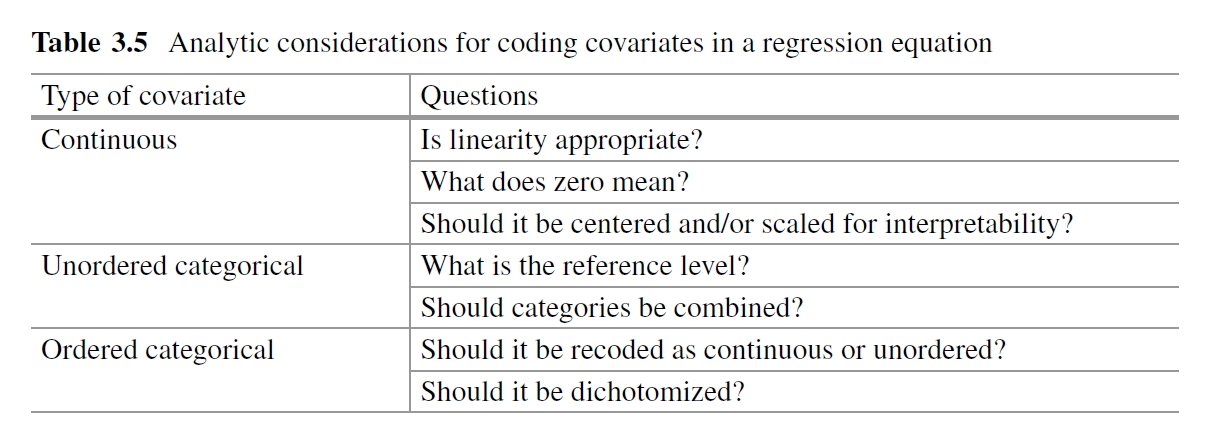 Table 3.5 Analytic considerations for coding covariates in a regression equation
Type of covariate Questions
Continuous Is linearity appropriate?
What does zero mean?
Should it be centered and/or scaled for interpretability?
Unordered categorical What is the reference level?
Should categories be combined?
Ordered categorical Should it be recoded as continuous or unordered?
Should it be dichotomized?